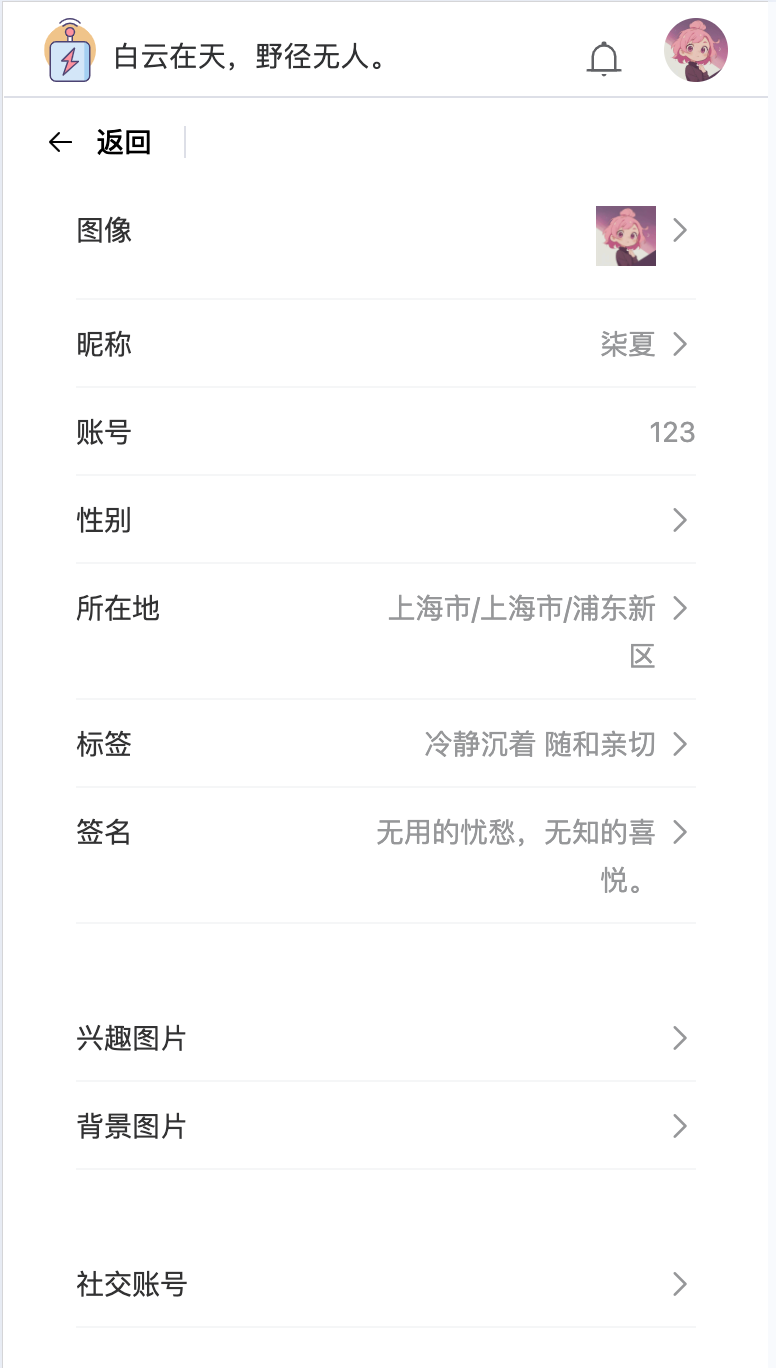 白云在天，野径无人。
返回
图像
昵称 柒夏
账号 123
性别
所在地 上海市/上海市/浦东新
区
标签 冷静沉着 随和亲切
签名 无用的忧愁，无知的喜
悦。
兴趣图片
背景图片
社交账号